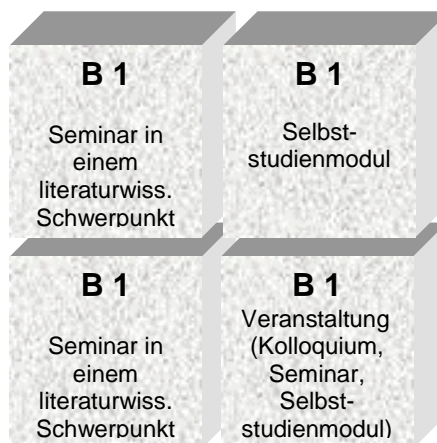 B 1
Seminar in
einem
literaturwiss.
Schwerpunkt
B 1
Selbst-
studienmodul
B 1
Seminar in
einem
literaturwiss.
Schwerpunkt
B 1
Veranstaltung
(Kolloquium,
Seminar,
Selbst-
studienmodul)